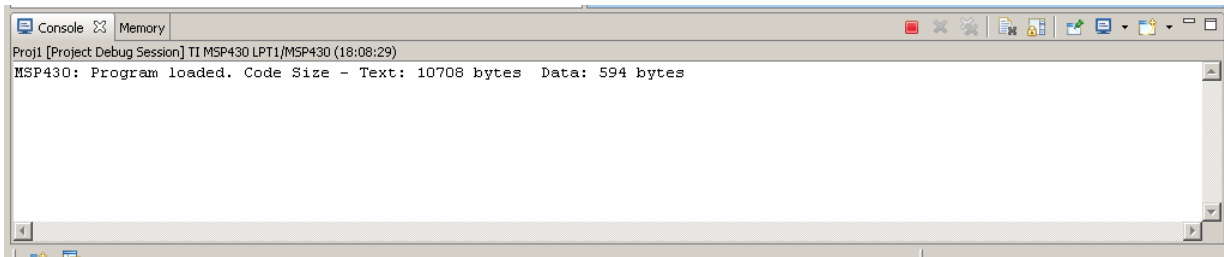 Console Memory
Proj1 [Project Debug Session] TI MSP430 LPT1/MSP430 (18:08:29)
MSP430: Program loaded. Code Size - Text: 10708 bytes  Data: 594 bytes